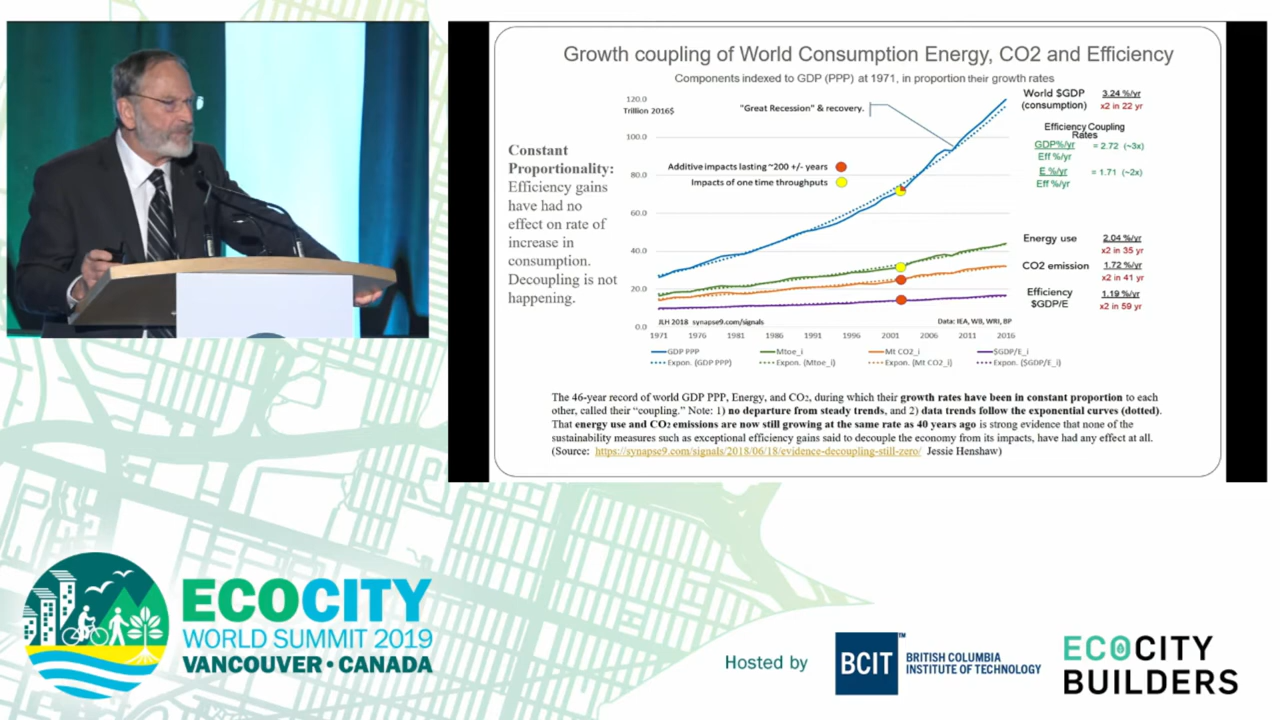 Growth coupling of World Consumption Energy, CO2 and Efficiency
Components indexed to GDP (PPP) at 1971, in proportion their growth rates
Constant
Proportionality:
Efficiency gains
have had no
effect on rate of
increase in
consumption.
Decoupling is not
happening.
120.0
Trillion 2016$
100.0
80.0
60.0
40.0
20.0
0.0
"Great Recession" & recovery.
Additive impacts lasting ~200 +/- years
Impacts of one time throughputs
JLH 2018 synapse9.com/signals
Data: IEA, WB, WRI, BP
1971 1976 1981 1986 1991 1996 2001 2006 2011 2016
GDP PPP Mtoe_i Mt CO2_i $GDP/E_i
Expon. (GDP PPP) Expon. (Mtoe_i) Expon. (Mt CO2_i) Expon. ($GDP/E_i)
World $GDP 3.24 %/yr
(consumption) x2 in 22 yr
Efficiency Coupling
Rates
GDP%/yr = 2.72 (~3x)
Eff %/yr
E %/yr = 1.71 (~2x)
Eff %/yr
Energy use 2.04 %/yr
x2 in 35 yr
CO2 emission 1.72 %/yr
x2 in 41 yr
Efficiency 1.19 %/yr
$GDP/E x2 in 59 yr
The 46-year record of world GDP PPP, Energy, and CO₂, during which their growth rates have been in constant proportion to each
other, called their “coupling.” Note: 1) no departure from steady trends, and 2) data trends follow the exponential curves (dotted).
That energy use and CO₂ emissions are now still growing at the same rate as 40 years ago is strong evidence that none of the
sustainability measures such as exceptional efficiency gains said to decouple the economy from its impacts, have had any effect at all.
(Source: https://synapse9.com/signals/2018/06/18/evidence-decoupling-still-zero/ Jessie Henshaw)
ECOCITY
WORLD SUMMIT 2019
VANCOUVER • CANADA
Hosted by
BCIT
TM
BRITISH COLUMBIA
INSTITUTE OF TECHNOLOGY
ECOCITY
BUILDERS